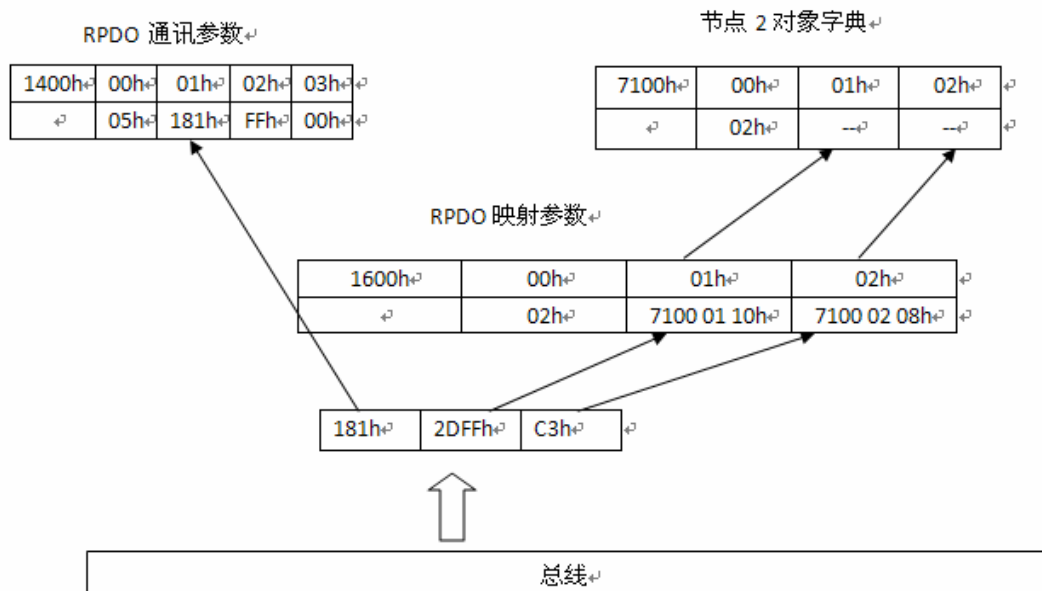 RPDO 通讯参数
节点 2 对象字典
1400h 00h 01h 02h 03h
05h 181h FFh 00h
7100h 00h 01h 02h
02h -- --
RPDO 映射参数
1600h 00h 01h 02h
02h 7100 01 10h 7100 02 08h
181h 2DFFh C3h
总线